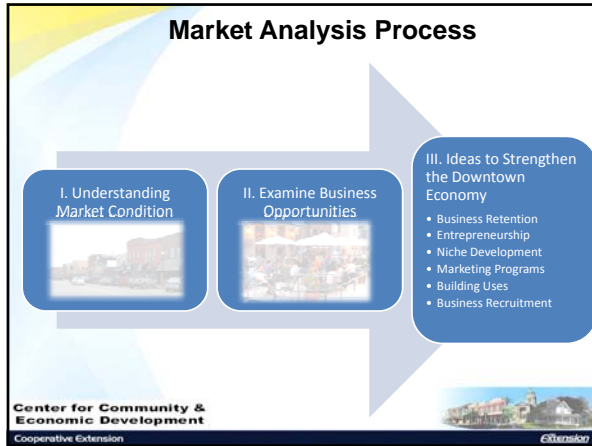 Market Analysis Process
I. Understanding
Market Condition
II. Examine Business
Opportunities
III. Ideas to Strengthen
the Downtown
Economy
• Business Retention
• Entrepreneurship
• Niche Development
• Marketing Programs
• Building Uses
• Business Recruitment
Center for Community &
Economic Development
Cooperative Extension
Extension